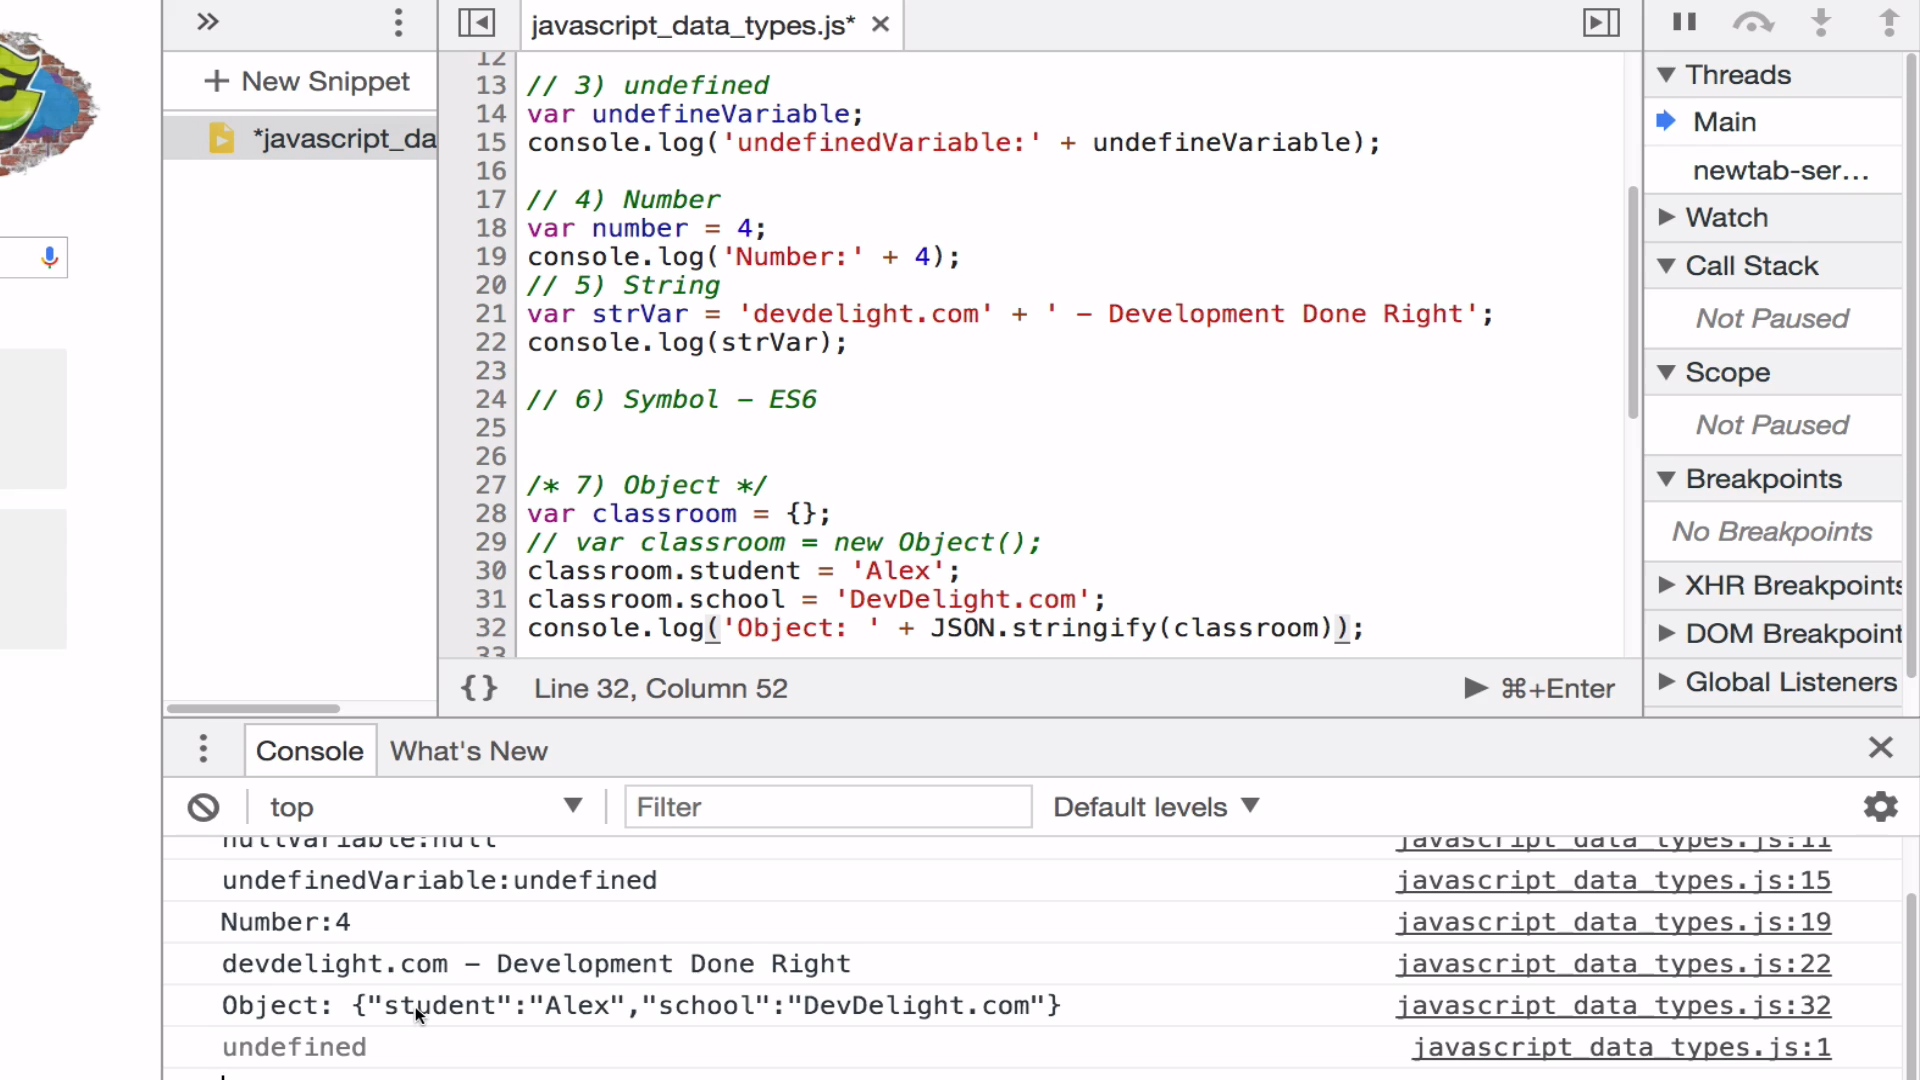 »
javascript_data_types.js* ×
+ New Snippet
*javascript_da
12
13 // 3) undefined
14 var undefineVariable;
15 console.log('undefinedVariable:' + undefineVariable);
16
17 // 4) Number
18 var number = 4;
19 console.log('Number:' + 4);
20 // 5) String
21 var strVar = 'devdelight.com' + ' – Development Done Right';
22 console.log(strVar);
23
24 // 6) Symbol – ES6
25
26
27 /* 7) Object */
28 var classroom = {};
29 // var classroom = new Object();
30 classroom.student = 'Alex';
31 classroom.school = 'DevDelight.com';
32 console.log('Object: ' + JSON.stringify(classroom));
33
{} Line 32, Column 52
⌘+Enter
Threads
Main
newtab-ser…
Watch
Call Stack
Not Paused
Scope
Not Paused
Breakpoints
No Breakpoints
XHR Breakpoints
DOM Breakpoint
Global Listeners
Console What's New
top Filter Default levels
nullVariable:null javascript_data_types.js:11
undefinedVariable:undefined javascript_data_types.js:15
Number:4 javascript_data_types.js:19
devdelight.com – Development Done Right javascript_data_types.js:22
Object: {"student":"Alex","school":"DevDelight.com"} javascript_data_types.js:32
undefined javascript_data_types.js:1